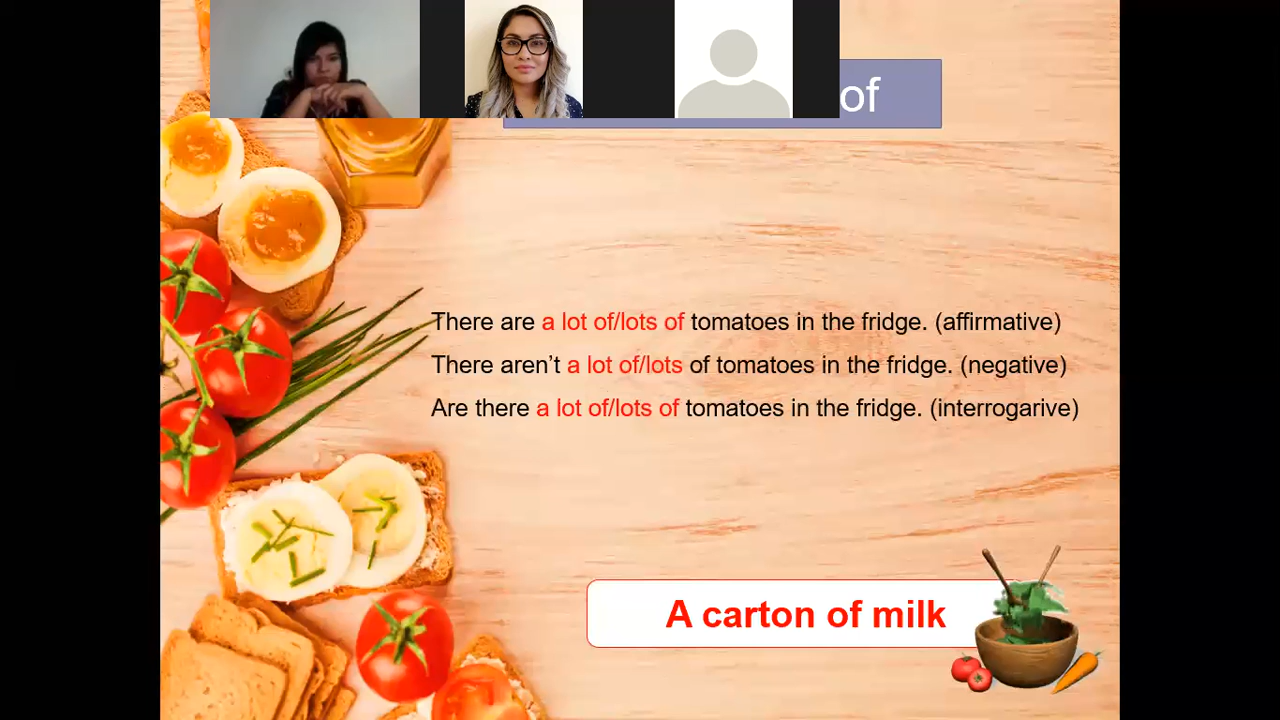 of
There are a lot of/lots of tomatoes in the fridge. (affirmative)
There aren’t a lot of/lots of tomatoes in the fridge. (negative)
Are there a lot of/lots of tomatoes in the fridge. (interrogarive)
A carton of milk